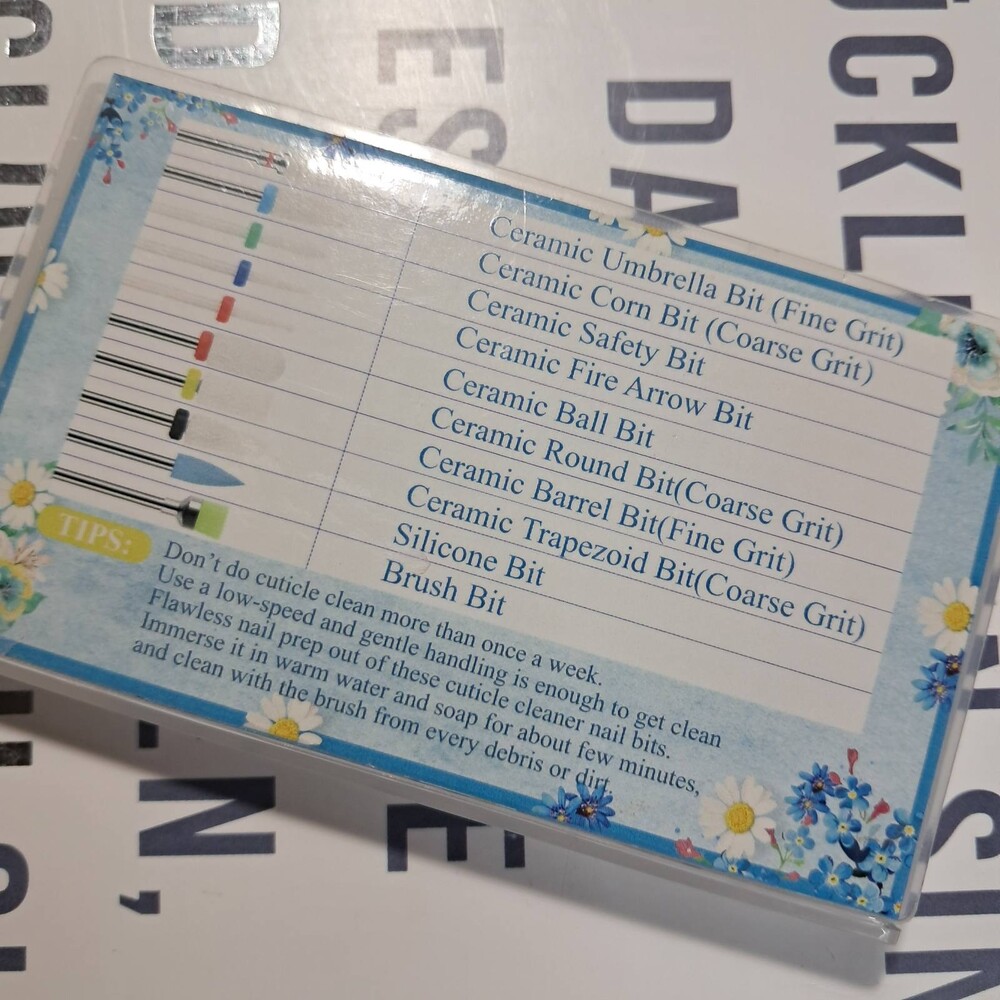 Ceramic Umbrella Bit (Fine Grit)
Ceramic Corn Bit (Coarse Grit)
Ceramic Safety Bit
Ceramic Fire Arrow Bit
Ceramic Ball Bit
Ceramic Round Bit(Coarse Grit)
Ceramic Barrel Bit(Fine Grit)
Ceramic Trapezoid Bit(Coarse Grit)
Silicone Bit
Brush Bit
TIPS:
Don't do cuticle clean more than once a week.
Use a low-speed and gentle handling is enough to get clean
Flawless nail prep out of these cuticle cleaner nail bits.
Immerse it in warm water and soap for about few minutes,
and clean with the brush from every debris or dirt.